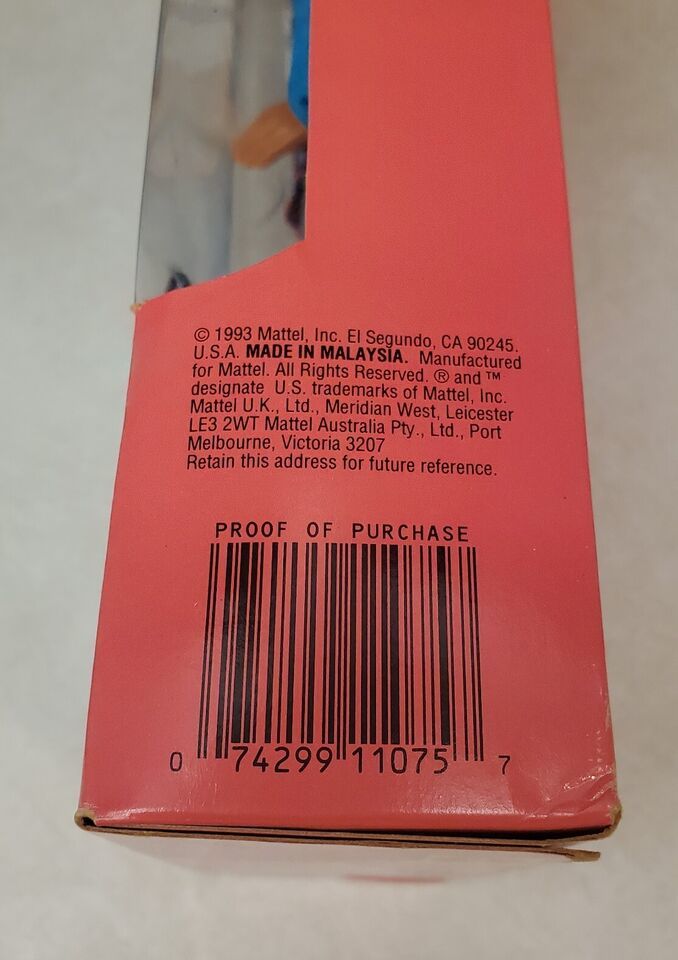 © 1993 Mattel, Inc. El Segundo, CA 90245.
U.S.A. MADE IN MALAYSIA. Manufactured
for Mattel. All Rights Reserved. ® and ™
designate U.S. trademarks of Mattel, Inc.
Mattel U.K., Ltd., Meridian West, Leicester
LE3 2WT Mattel Australia Pty., Ltd., Port
Melbourne, Victoria 3207
Retain this address for future reference.
PROOF OF PURCHASE
0 74299 11075 7